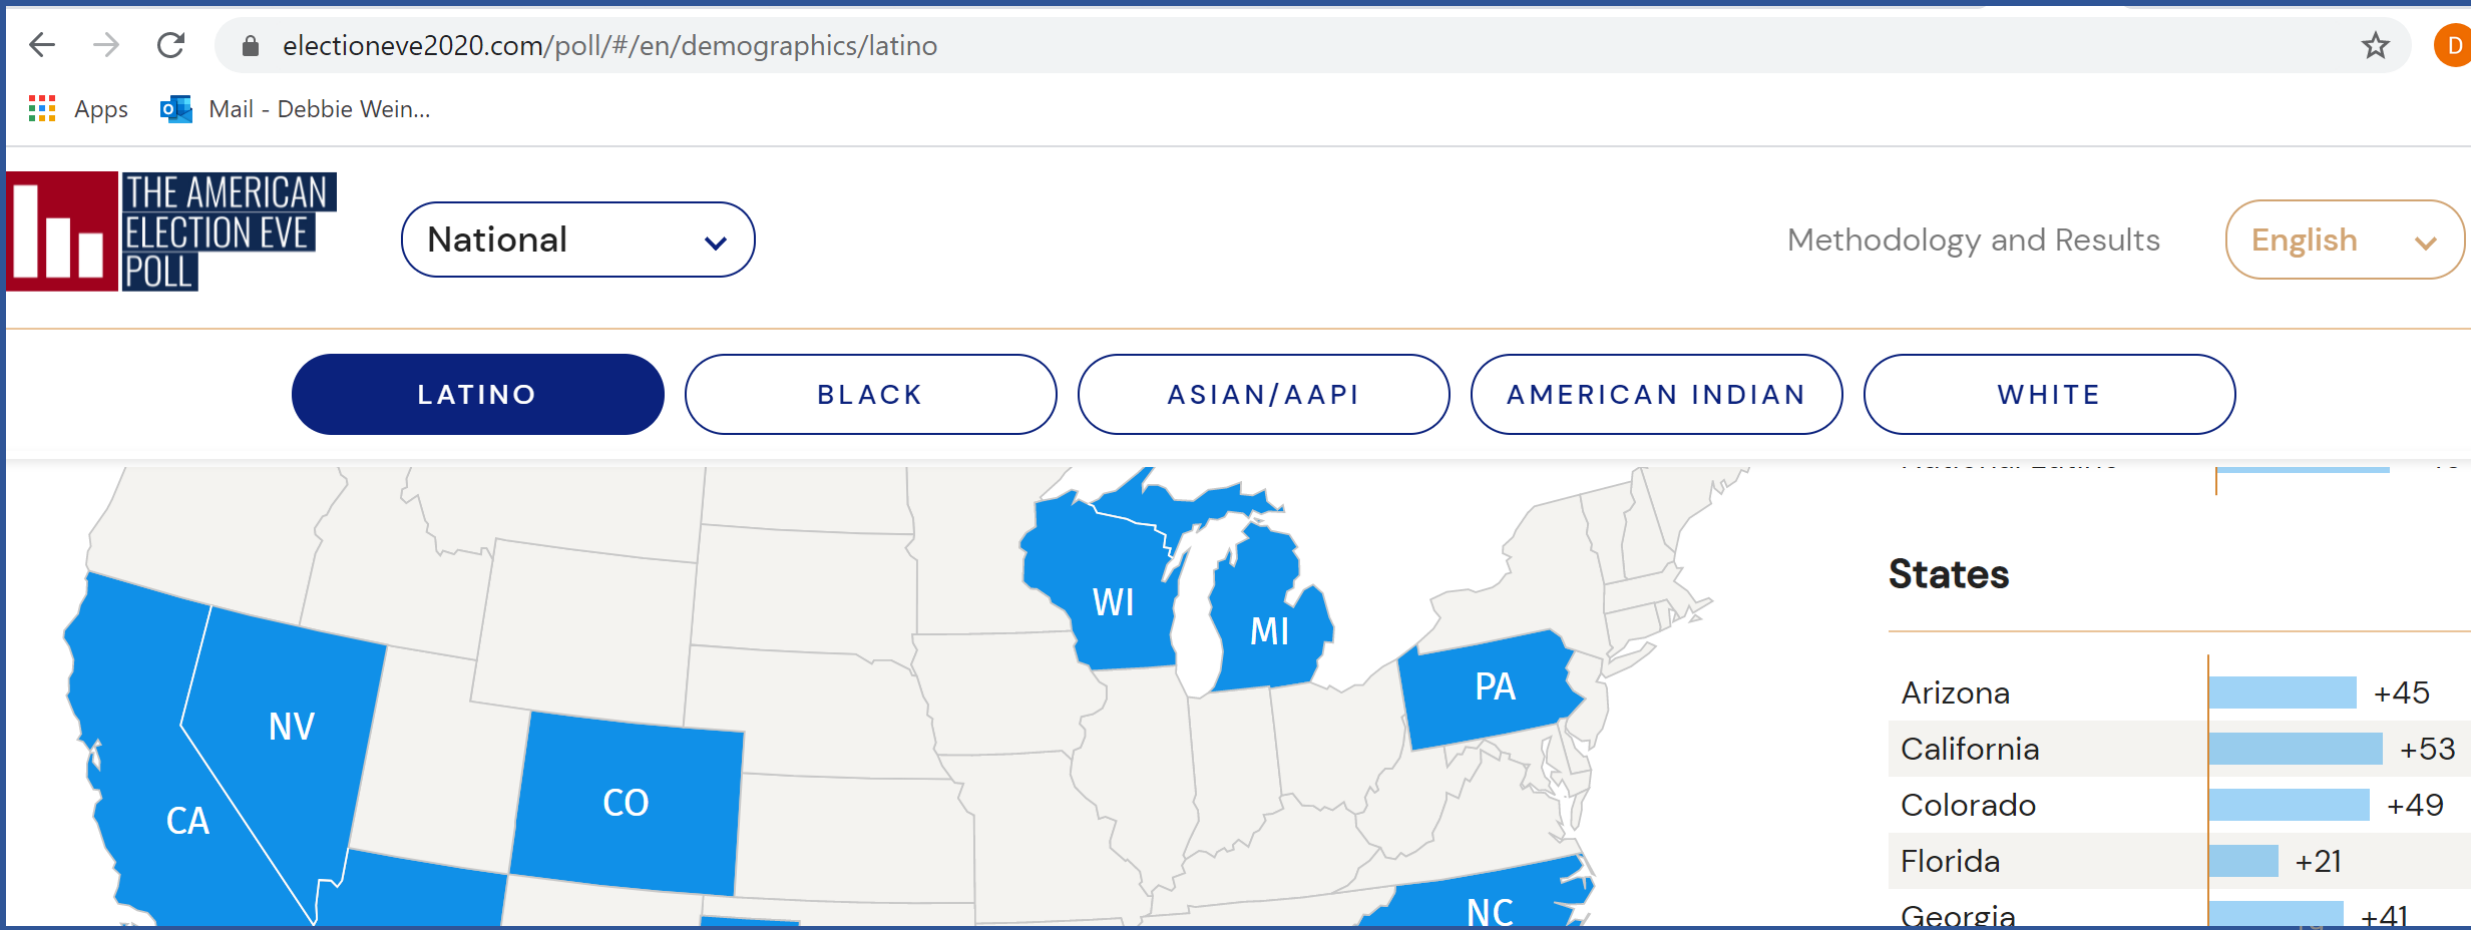 electioneve2020.com/poll/#/en/demographics/latino
D
Apps
Mail - Debbie Wein...
THE AMERICAN
ELECTION EVE
POLL
National
Methodology and Results
English
LATINO
BLACK
ASIAN/AAPI
AMERICAN INDIAN
WHITE
WI
MI
PA
NV
CO
CA
NC
States
Arizona +45
California +53
Colorado +49
Florida +21
Georgia +41